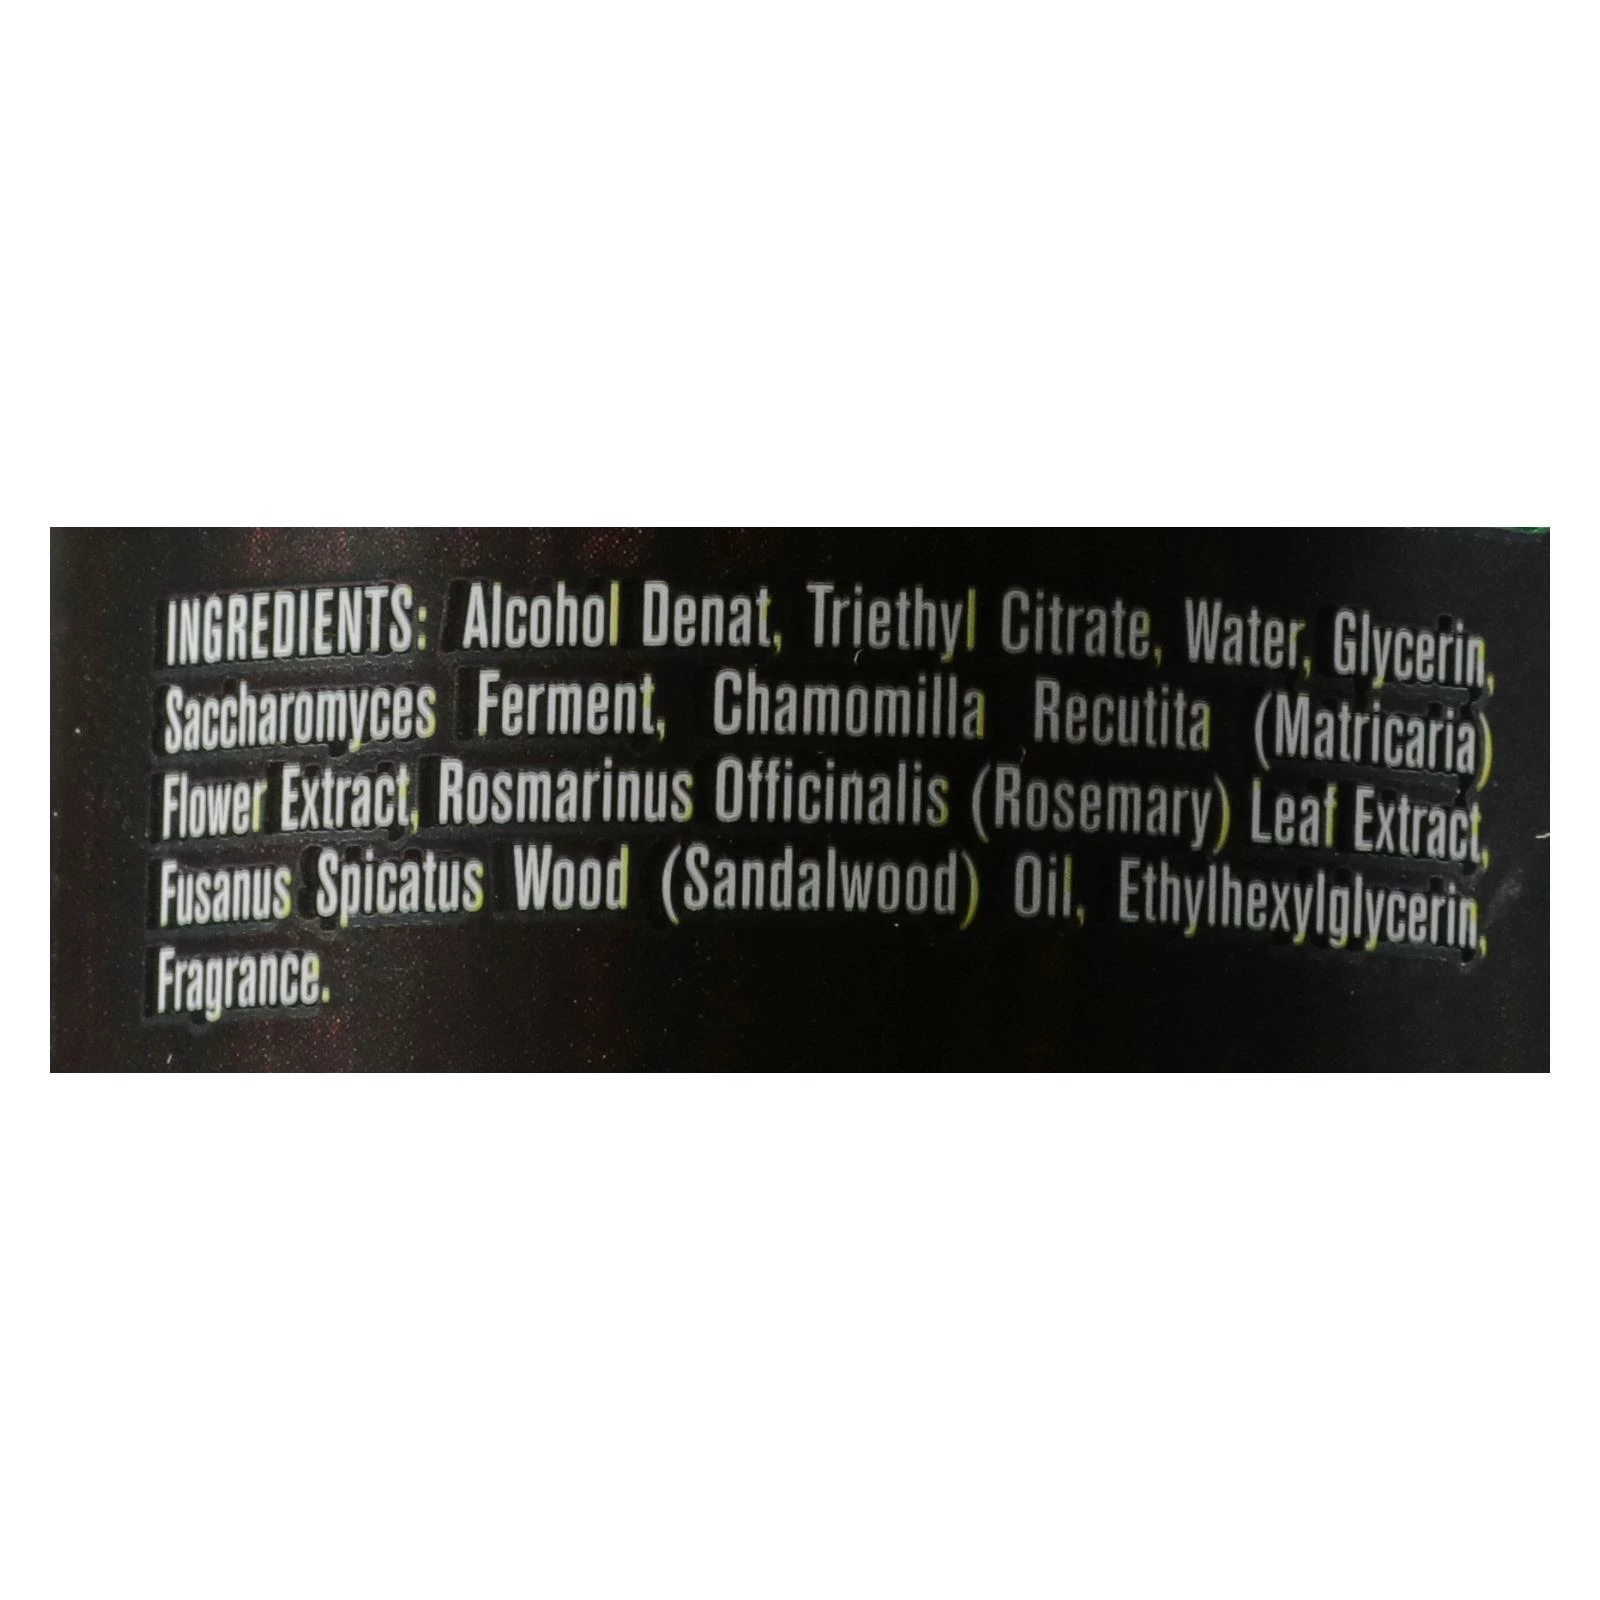 INGREDIENTS: Alcohol Denat, Triethyl Citrate, Water, Glycerin,
Saccharomyces Ferment, Chamomilla Recutita (Matricaria)
Flower Extract, Rosmarinus Officinalis (Rosemary) Leaf Extract,
Fusanus Spicatus Wood (Sandalwood) Oil, Ethylhexylglycerin,
Fragrance.